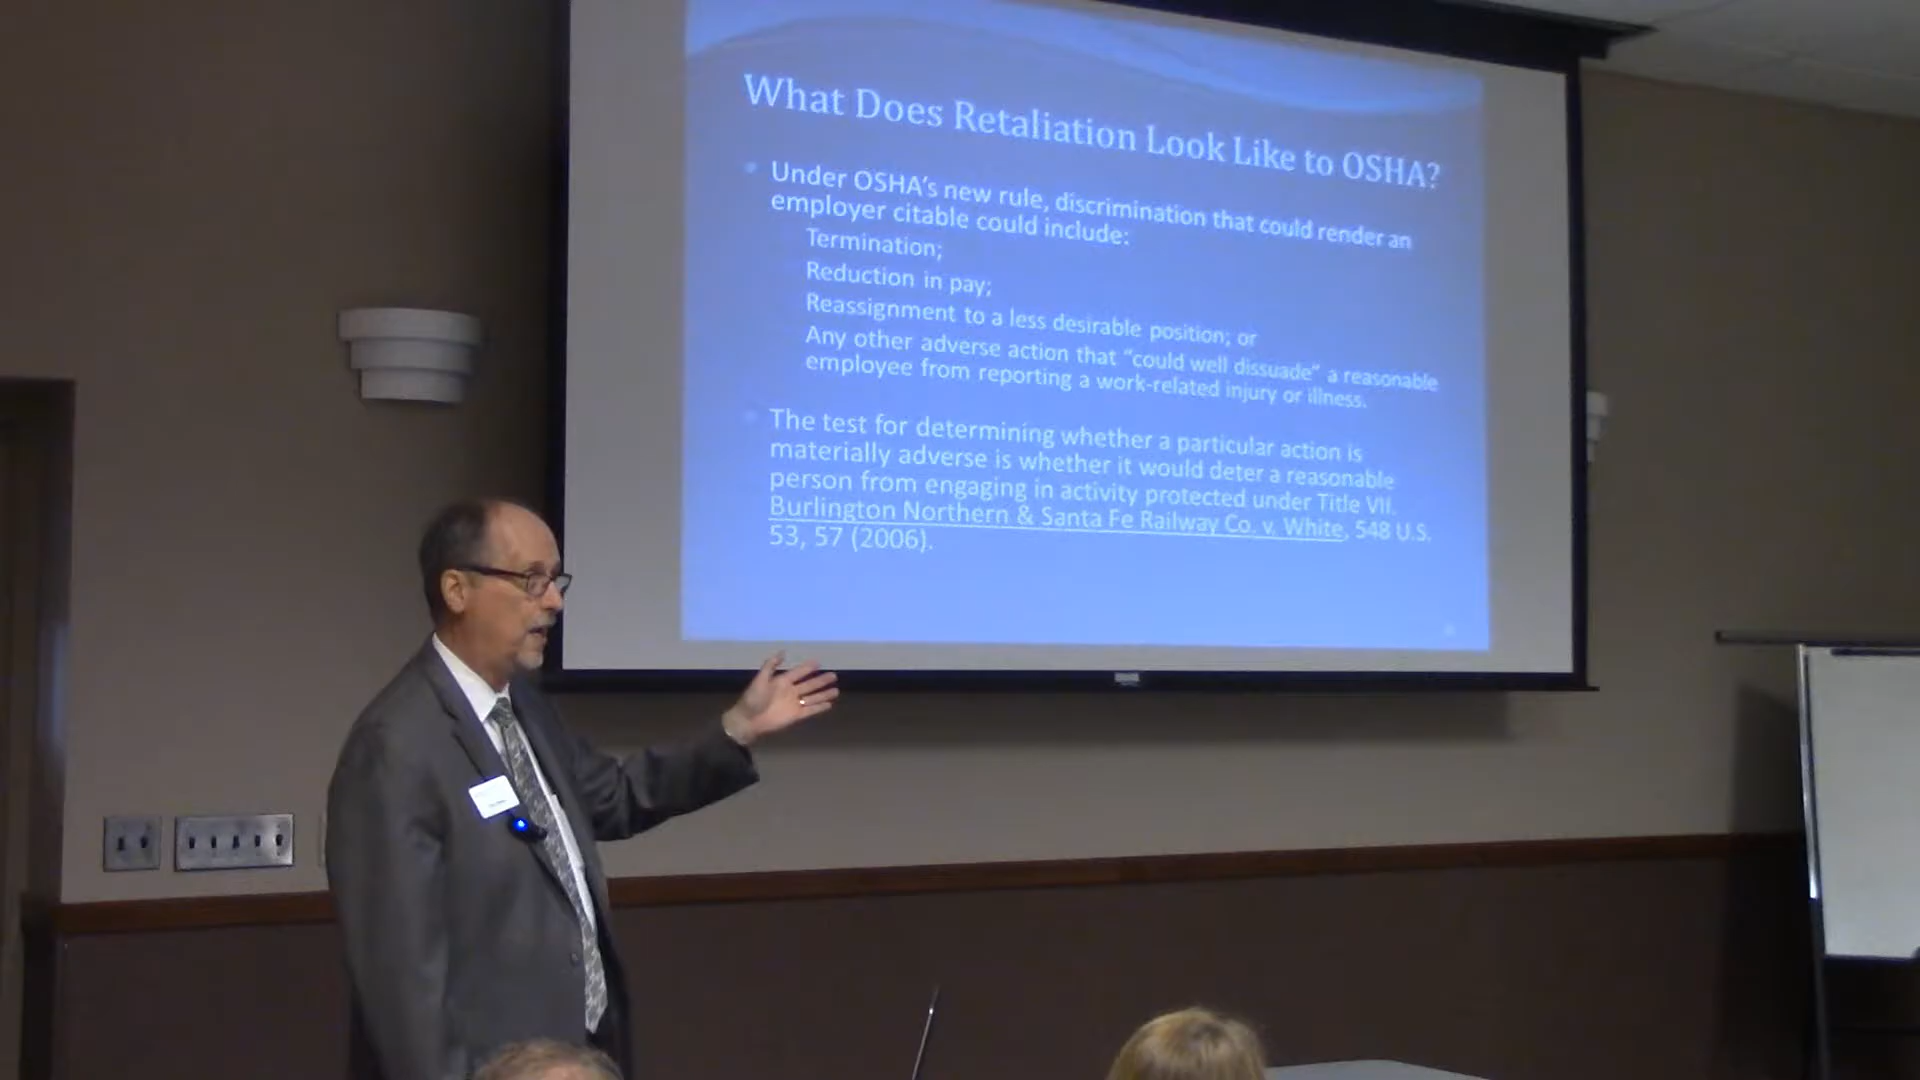 What Does Retaliation Look Like to OSHA?
Under OSHA's new rule, discrimination that could render an
employer citable could include:
Termination;
Reduction in pay;
Reassignment to a less desirable position; or
Any other adverse action that "could well dissuade" a reasonable
employee from reporting a work-related injury or illness.
The test for determining whether a particular action is
materially adverse is whether it would deter a reasonable
person from engaging in activity protected under Title VII.
Burlington Northern & Santa Fe Railway Co. v. White, 548 U.S.
53, 57 (2006).